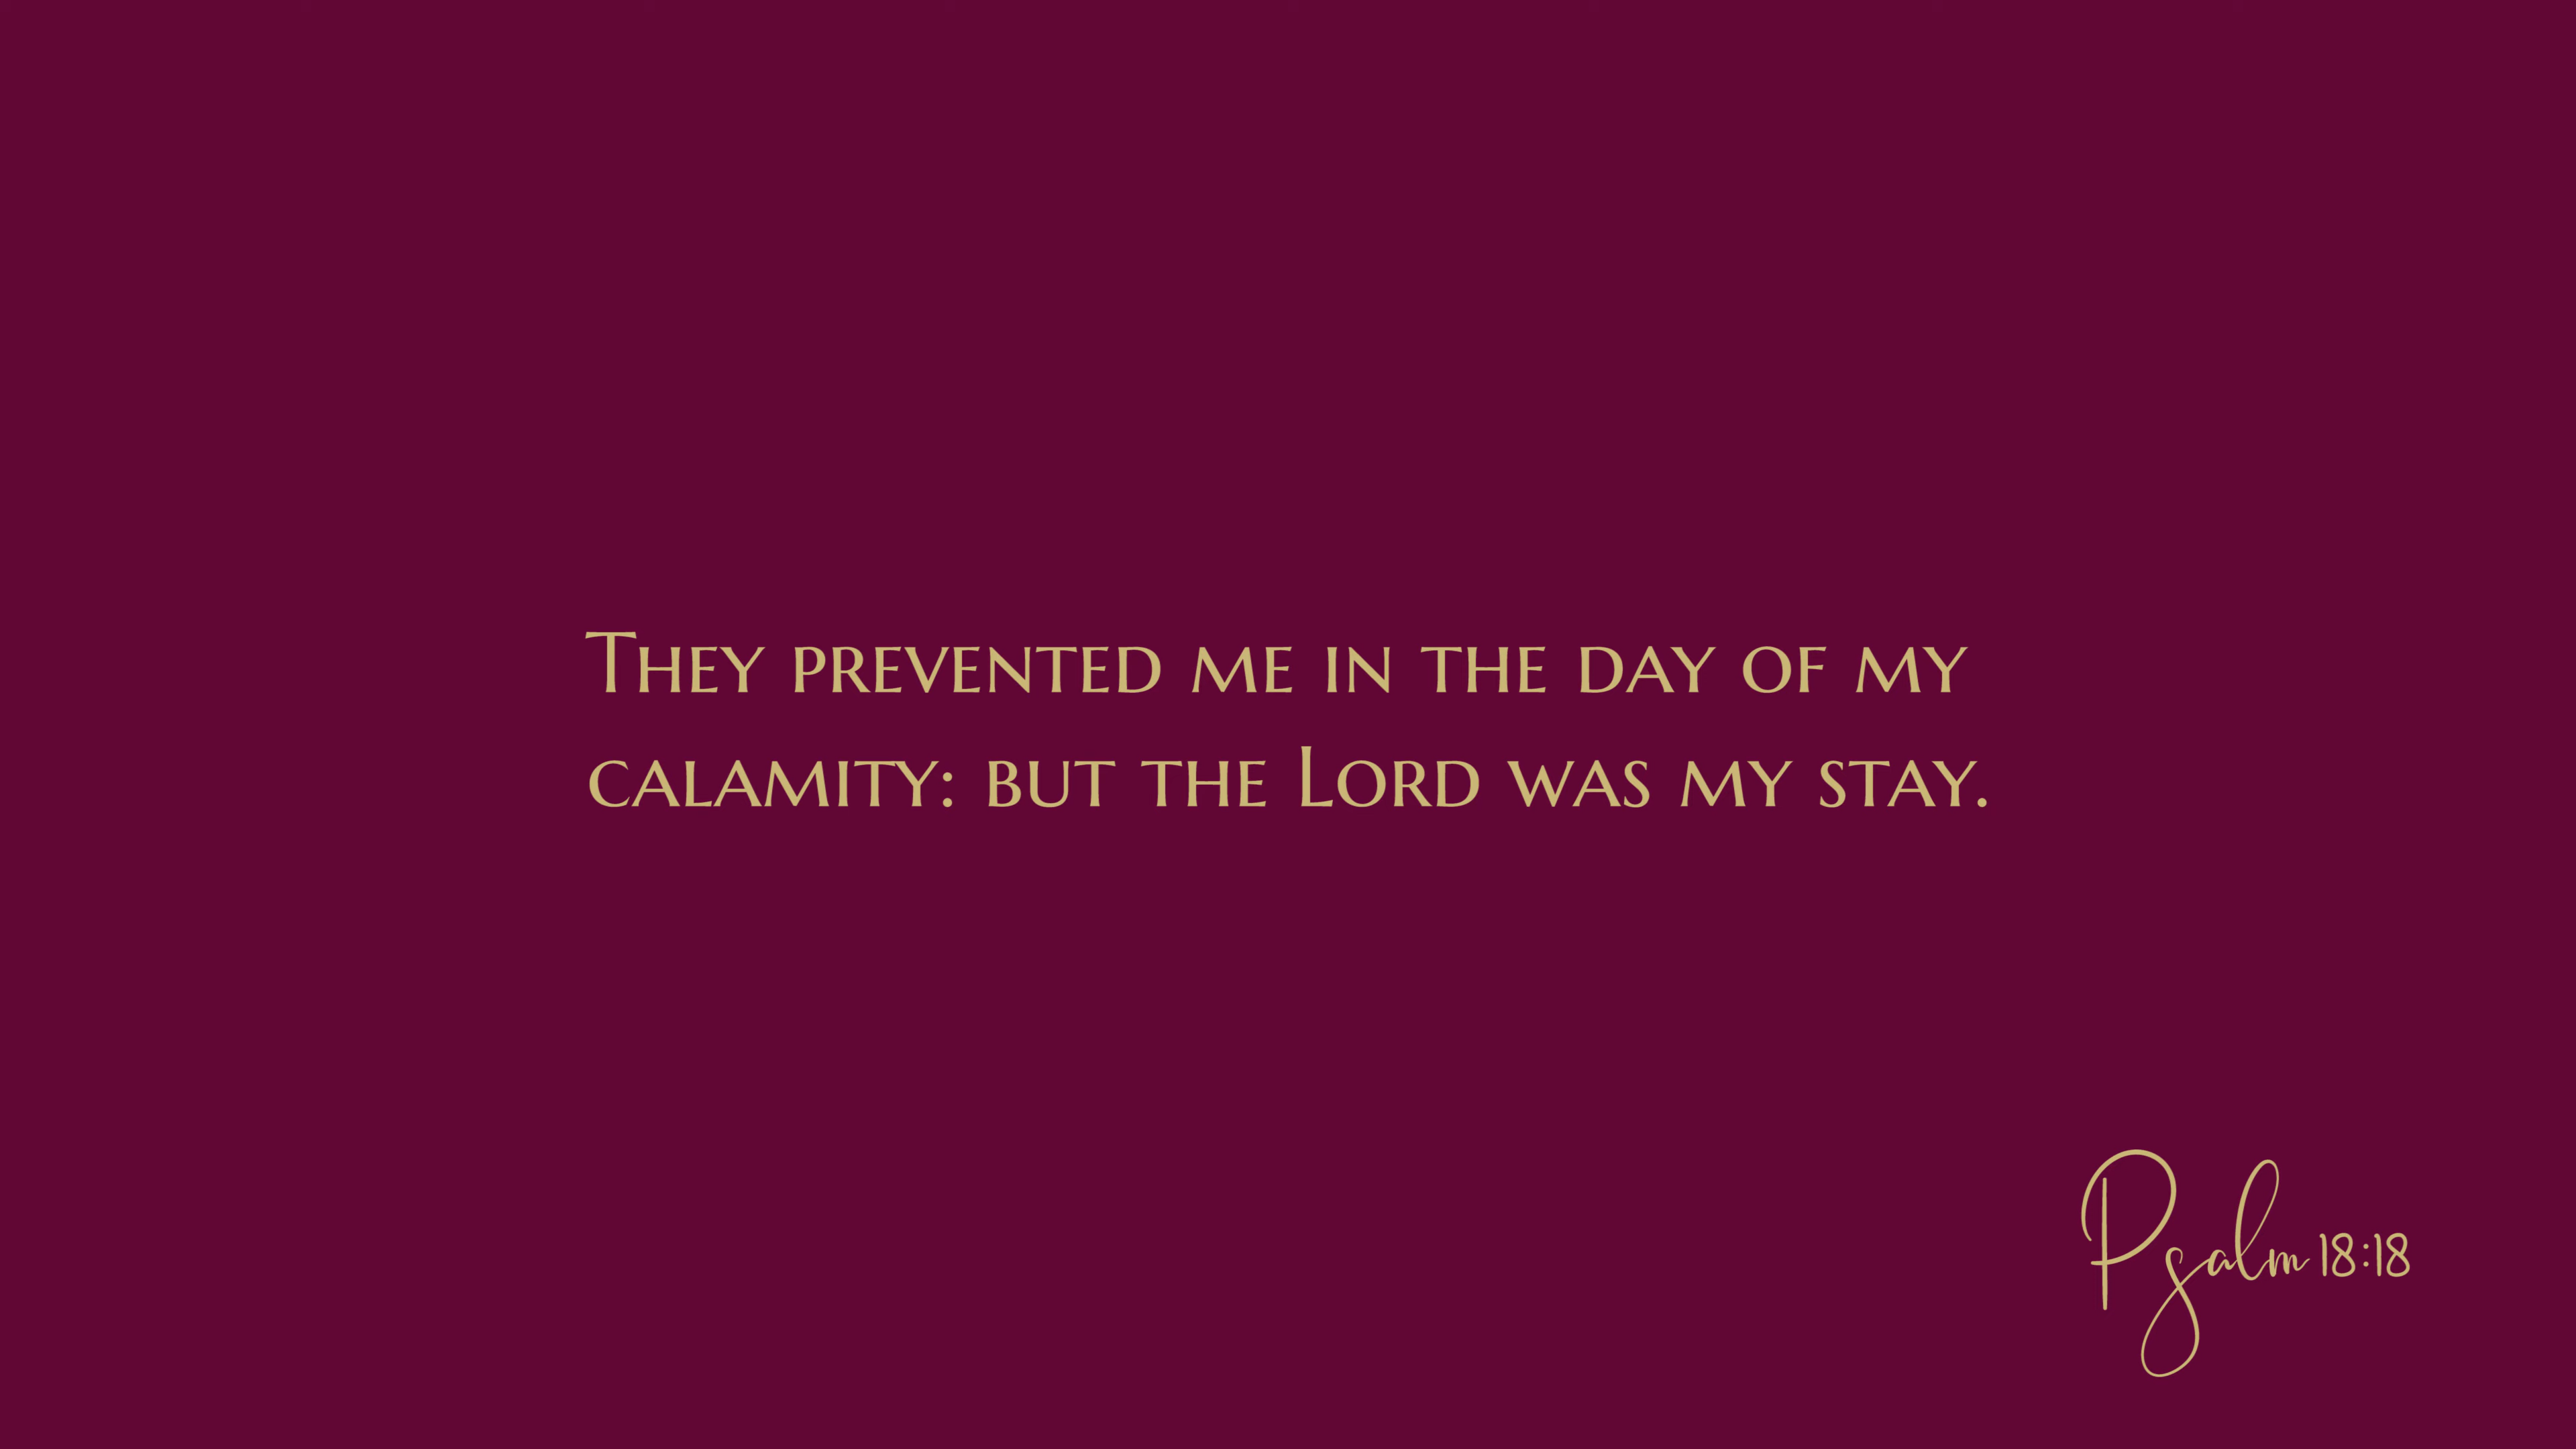 They prevented me in the day of my
calamity: but the Lord was my stay.
Psalm 18:18